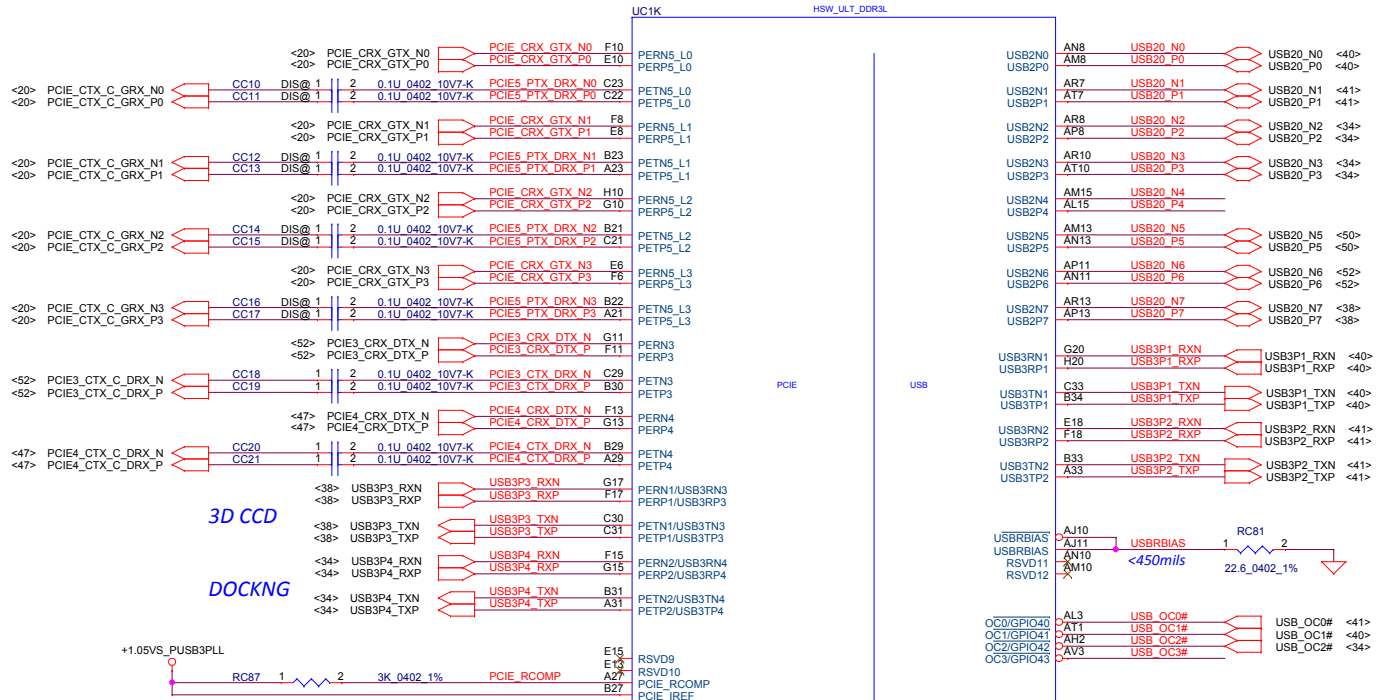 UC1K HSW_ULT_DDR3L
<20> PCIE_CRX_GTX_N0 PCIE_CRX_GTX_N0 F10 PERN5_L0 USB2N0 AN8 USB20_N0 USB20_N0 <40>
<20> PCIE_CRX_GTX_P0 PCIE_CRX_GTX_P0 E10 PERP5_L0 USB2P0 AM8 USB20_P0 USB20_P0 <40>
<20> PCIE_CTX_C_GRX_N0 CC10 DIS@ 1 2 0.1U_0402_10V7-K PCIE5_PTX_DRX_N0 C23 PETN5_L0 USB2N1 AR7 USB20_N1 USB20_N1 <41>
<20> PCIE_CTX_C_GRX_P0 CC11 DIS@ 1 2 0.1U_0402_10V7-K PCIE5_PTX_DRX_P0 C22 PETP5_L0 USB2P1 AT7 USB20_P1 USB20_P1 <41>
<20> PCIE_CRX_GTX_N1 PCIE_CRX_GTX_N1 F8 PERN5_L1 USB2N2 AR8 USB20_N2 USB20_N2 <34>
<20> PCIE_CRX_GTX_P1 PCIE_CRX_GTX_P1 E8 PERP5_L1 USB2P2 AP8 USB20_P2 USB20_P2 <34>
<20> PCIE_CTX_C_GRX_N1 CC12 DIS@ 1 2 0.1U_0402_10V7-K PCIE5_PTX_DRX_N1 B23 PETN5_L1 USB2N3 AR10 USB20_N3 USB20_N3 <34>
<20> PCIE_CTX_C_GRX_P1 CC13 DIS@ 1 2 0.1U_0402_10V7-K PCIE5_PTX_DRX_P1 A23 PETP5_L1 USB2P3 AT10 USB20_P3 USB20_P3 <34>
<20> PCIE_CRX_GTX_N2 PCIE_CRX_GTX_N2 H10 PERN5_L2 USB2N4 AM15 USB20_N4
<20> PCIE_CRX_GTX_P2 PCIE_CRX_GTX_P2 G10 PERP5_L2 USB2P4 AL15 USB20_P4
<20> PCIE_CTX_C_GRX_N2 CC14 DIS@ 1 2 0.1U_0402_10V7-K PCIE5_PTX_DRX_N2 B21 PETN5_L2 USB2N5 AM13 USB20_N5 USB20_N5 <50>
<20> PCIE_CTX_C_GRX_P2 CC15 DIS@ 1 2 0.1U_0402_10V7-K PCIE5_PTX_DRX_P2 C21 PETP5_L2 USB2P5 AN13 USB20_P5 USB20_P5 <50>
<20> PCIE_CRX_GTX_N3 PCIE_CRX_GTX_N3 E6 PERN5_L3 USB2N6 AP11 USB20_N6 USB20_N6 <52>
<20> PCIE_CRX_GTX_P3 PCIE_CRX_GTX_P3 F6 PERP5_L3 USB2P6 AN11 USB20_P6 USB20_P6 <52>
<20> PCIE_CTX_C_GRX_N3 CC16 DIS@ 1 2 0.1U_0402_10V7-K PCIE5_PTX_DRX_N3 B22 PETN5_L3 USB2N7 AR13 USB20_N7 USB20_N7 <38>
<20> PCIE_CTX_C_GRX_P3 CC17 DIS@ 1 2 0.1U_0402_10V7-K PCIE5_PTX_DRX_P3 A21 PETP5_L3 USB2P7 AP13 USB20_P7 USB20_P7 <38>
<52> PCIE3_CRX_DTX_N PCIE3_CRX_DTX_N G11 PERN3 USB3RN1 G20 USB3P1_RXN USB3P1_RXN <40>
<52> PCIE3_CRX_DTX_P PCIE3_CRX_DTX_P F11 PERP3 USB3RP1 H20 USB3P1_RXP USB3P1_RXP <40>
<52> PCIE3_CTX_C_DRX_N CC18 1 2 0.1U_0402_10V7-K PCIE3_CTX_DRX_N C29 PETN3 PCIE USB USB3TN1 C33 USB3P1_TXN USB3P1_TXN <40>
<52> PCIE3_CTX_C_DRX_P CC19 1 2 0.1U_0402_10V7-K PCIE3_CTX_DRX_P B30 PETP3 USB3TP1 B34 USB3P1_TXP USB3P1_TXP <40>
<47> PCIE4_CRX_DTX_N PCIE4_CRX_DTX_N F13 PERN4 USB3RN2 E18 USB3P2_RXN USB3P2_RXN <41>
<47> PCIE4_CRX_DTX_P PCIE4_CRX_DTX_P G13 PERP4 USB3RP2 F18 USB3P2_RXP USB3P2_RXP <41>
<47> PCIE4_CTX_C_DRX_N CC20 1 2 0.1U_0402_10V7-K PCIE4_CTX_DRX_N B29 PETN4 USB3TN2 B33 USB3P2_TXN USB3P2_TXN <41>
<47> PCIE4_CTX_C_DRX_P CC21 1 2 0.1U_0402_10V7-K PCIE4_CTX_DRX_P A29 PETP4 USB3TP2 A33 USB3P2_TXP USB3P2_TXP <41>
<38> USB3P3_RXN USB3P3_RXN G17 PERN1/USB3RN3
<38> USB3P3_RXP USB3P3_RXP F17 PERP1/USB3RP3
3D CCD
<38> USB3P3_TXN USB3P3_TXN C30 PETN1/USB3TN3
<38> USB3P3_TXP USB3P3_TXP C31 PETP1/USB3TP3
USBRBIAS AJ10 RC81
USBRBIAS AJ11 USBRBIAS 1 2
<34> USB3P4_RXN USB3P4_RXN F15 PERN2/USB3RN4 RSVD11 AN10 <450mils
<34> USB3P4_RXP USB3P4_RXP G15 PERP2/USB3RP4 RSVD12 AM10 22.6_0402_1%
DOCKNG
<34> USB3P4_TXN USB3P4_TXN B31 PETN2/USB3TN4
<34> USB3P4_TXP USB3P4_TXP A31 PETP2/USB3TP4
OC0/GPIO40 AL3 USB_OC0# USB_OC0# <41>
OC1/GPIO41 AT1 USB_OC1# USB_OC1# <40>
OC2/GPIO42 AH2 USB_OC2# USB_OC2# <34>
OC3/GPIO43 AV3 USB_OC3#
+1.05VS_PUSB3PLL
E15 RSVD9
E13 RSVD10
RC87 1 2 3K_0402_1% PCIE_RCOMP A27 PCIE_RCOMP
B27 PCIE_IREF